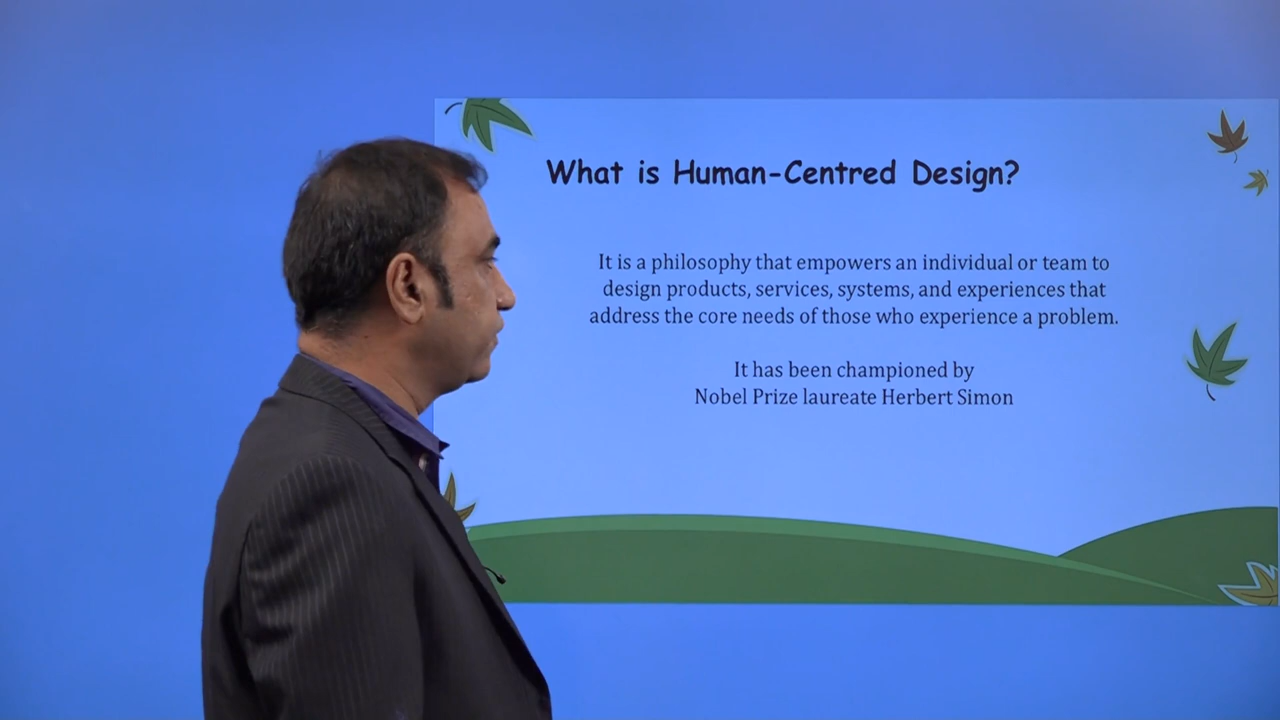 What is Human-Centred Design?
It is a philosophy that empowers an individual or team to
design products, services, systems, and experiences that
address the core needs of those who experience a problem.
It has been championed by
Nobel Prize laureate Herbert Simon